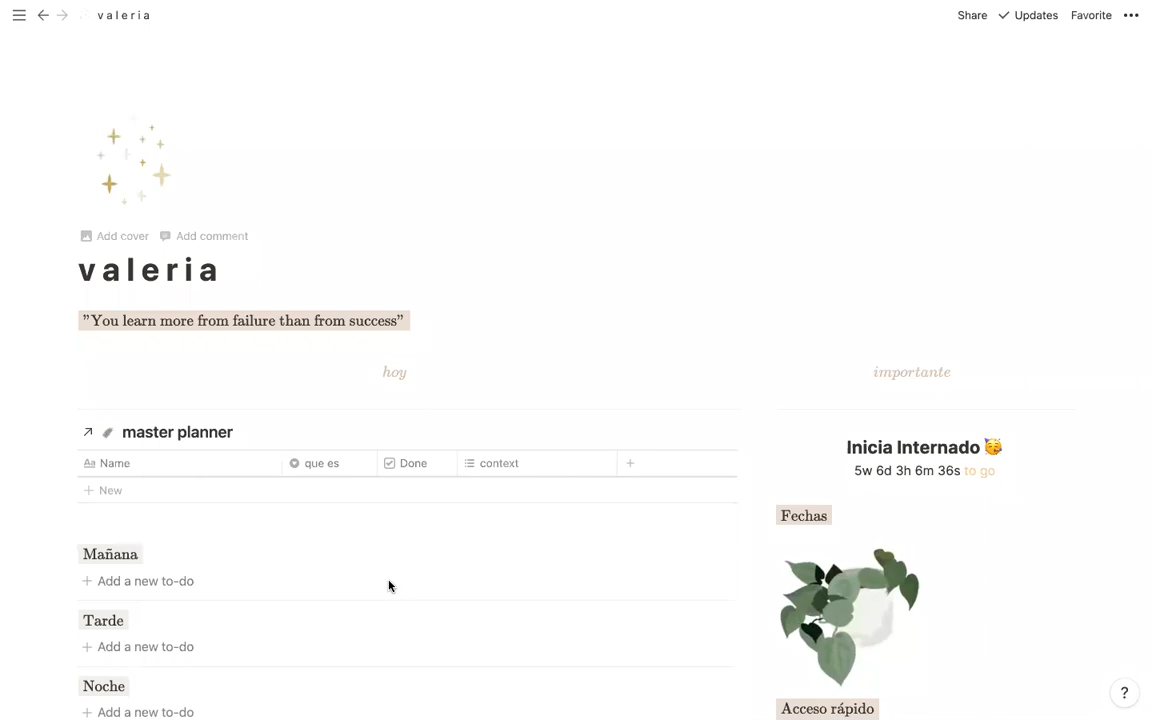 valeria
Share Updates Favorite
Add cover Add comment
valeria
"You learn more from failure than from success"
hoy
importante
master planner
Aa Name que es Done context
New
Inicia Internado 🥳
5w 6d 3h 6m 36s to go
Fechas
Mañana
Add a new to-do
Tarde
Add a new to-do
Noche
Add a new to-do
Acceso rápido
?